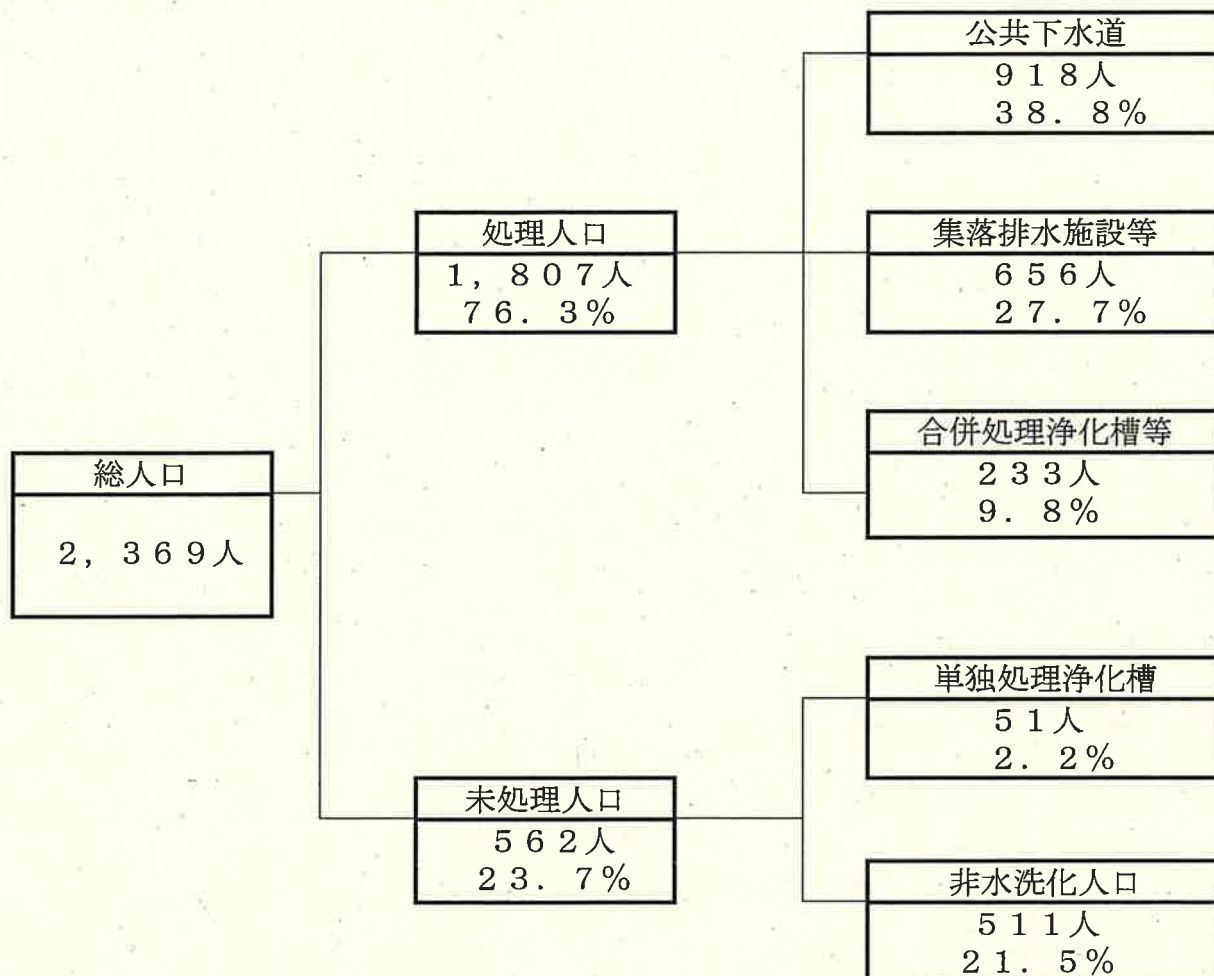 総人口
2,369人
処理人口
1,807人
76.3%
公共下水道
918人
38.8%
集落排水施設等
656人
27.7%
合併処理浄化槽等
233人
9.8%
未処理人口
562人
23.7%
単独処理浄化槽
51人
2.2%
非水洗化人口
511人
21.5%